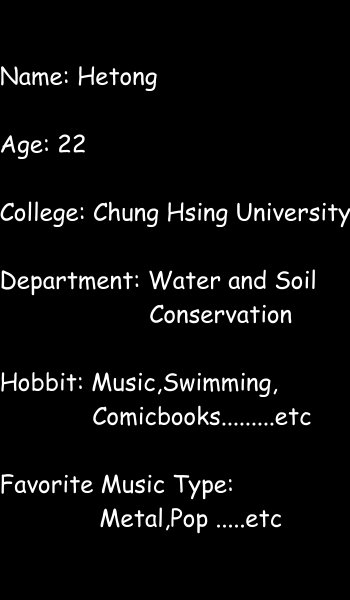 Name: Hetong
Age: 22
College: Chung Hsing University
Department: Water and Soil
Conservation
Hobbit: Music,Swimming,
Comicbooks.........etc
Favorite Music Type:
Metal,Pop .....etc